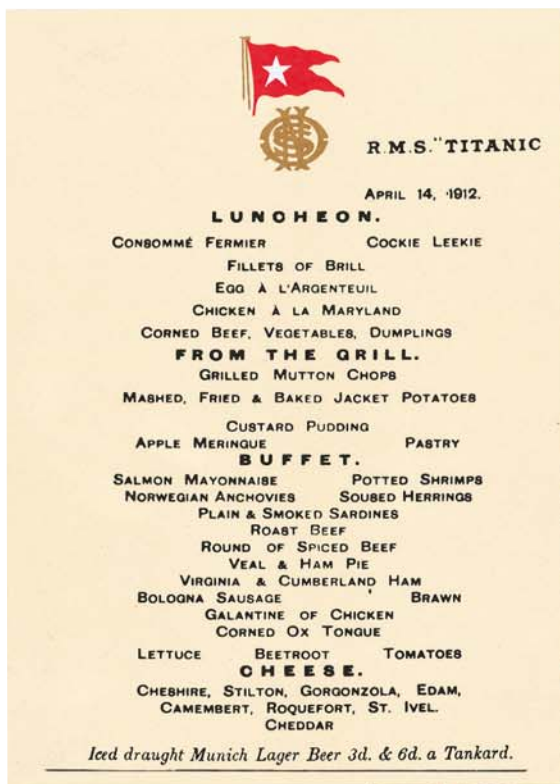 R.M.S. "TITANIC
APRIL 14, 1912.
LUNCHEON.
CONSOMMÉ FERMIER COCKIE LEEKIE
FILLETS OF BRILL
EGG À L'ARGENTEUIL
CHICKEN À LA MARYLAND
CORNED BEEF, VEGETABLES, DUMPLINGS
FROM THE GRILL.
GRILLED MUTTON CHOPS
MASHED, FRIED & BAKED JACKET POTATOES
CUSTARD PUDDING
APPLE MERINGUE PASTRY
BUFFET.
SALMON MAYONNAISE POTTED SHRIMPS
NORWEGIAN ANCHOVIES SOUSED HERRINGS
PLAIN & SMOKED SARDINES
ROAST BEEF
ROUND OF SPICED BEEF
VEAL & HAM PIE
VIRGINIA & CUMBERLAND HAM
BOLOGNA SAUSAGE BRAWN
GALANTINE OF CHICKEN
CORNED OX TONGUE
LETTUCE BEETROOT TOMATOES
CHEESE.
CHESHIRE, STILTON, GORGONZOLA, EDAM,
CAMEMBERT, ROQUEFORT, ST. IVEL.
CHEDDAR
Iced draught Munich Lager Beer 3d. & 6d. a Tankard.